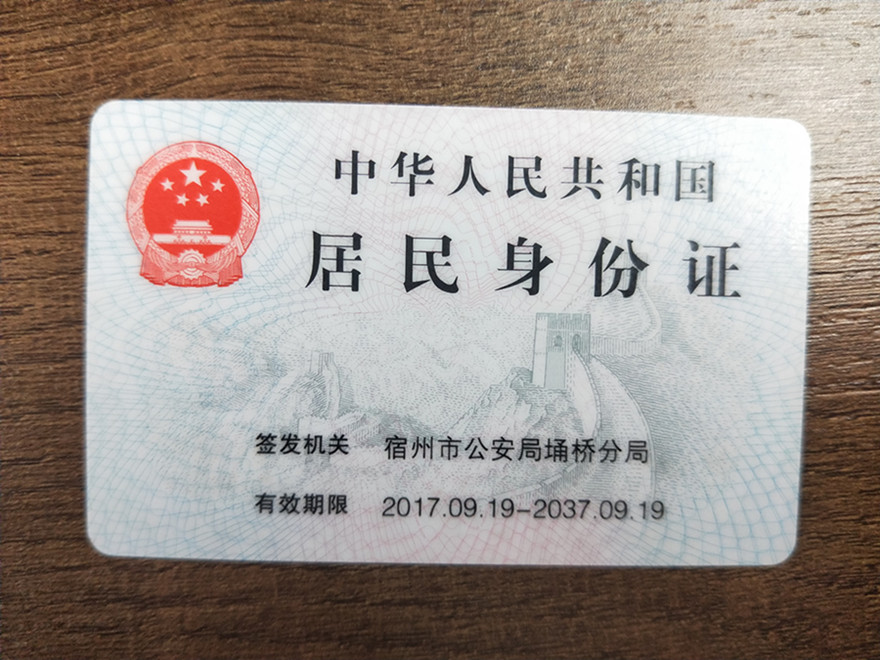 中华人民共和国
居民身份证
签发机关 宿州市公安局埇桥分局
有效期限 2017.09.19-2037.09.19